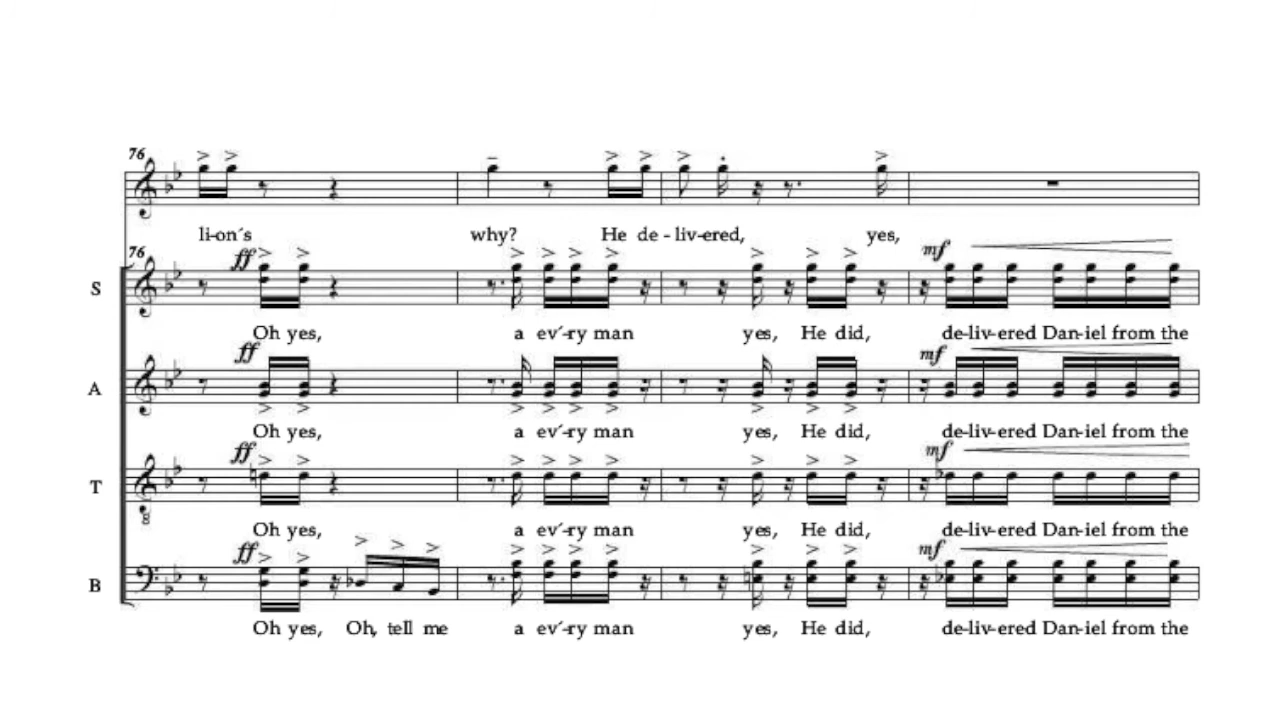 76
li-on´s why? He de - liv-ered, yes,
76
ff mf
S
Oh yes, a ev´-ry man yes, He did, de-liv-ered Dan-iel from the
ff mf
A
Oh yes, a ev´-ry man yes, He did, de-liv-ered Dan-iel from the
ff mf
T
8
Oh yes, a ev´-ry man yes, He did, de-liv-ered Dan-iel from the
ff mf
B
Oh yes, Oh, tell me a ev´-ry man yes, He did, de-liv-ered Dan-iel from the